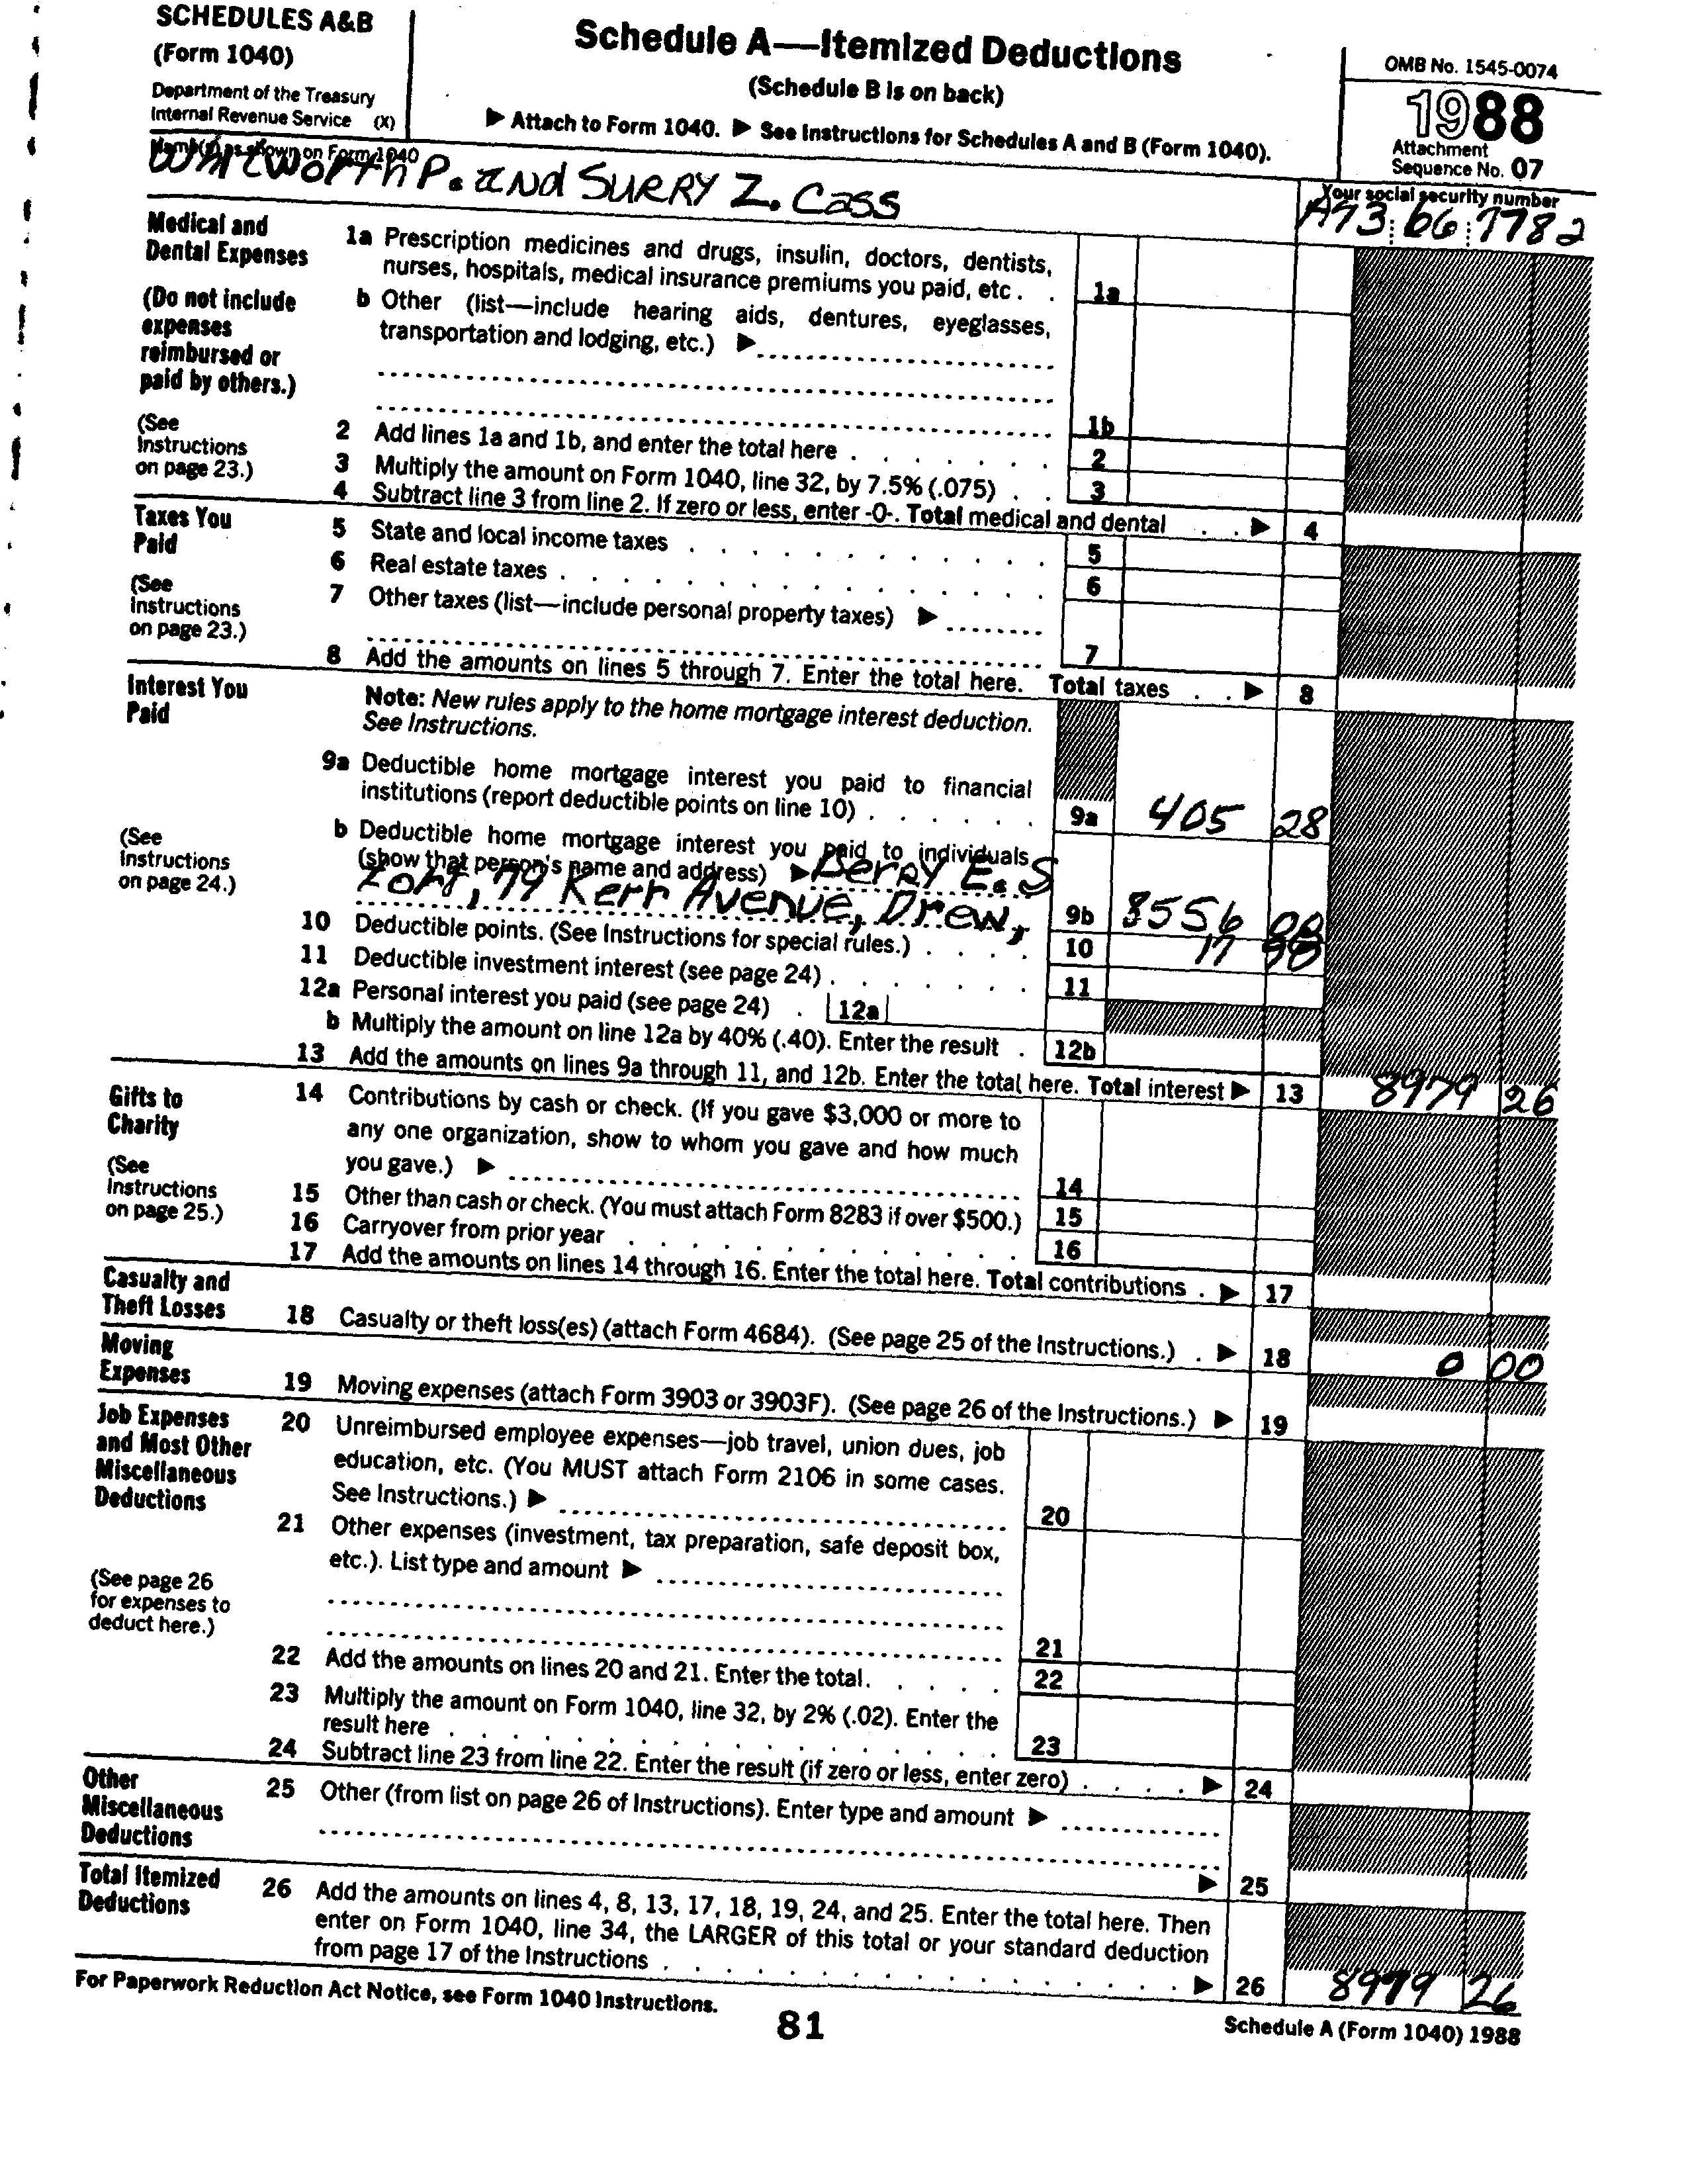 SCHEDULES A&B
(Form 1040)
Department of the Treasury
Internal Revenue Service (X)
Schedule A—Itemized Deductions
(Schedule B is on back)
▶ Attach to Form 1040. ▶ See Instructions for Schedules A and B (Form 1040).
OMB No. 1545-0074
1988
Attachment
Sequence No. 07
Name(s) as shown on Form 1040
Whitworth P. and SURRY Z. Cass
Your social security number
A73 66 7782
Medical and
Dental Expenses
(Do not include
expenses
reimbursed or
paid by others.)
(See
Instructions
on page 23.)
1a Prescription medicines and drugs, insulin, doctors, dentists,
nurses, hospitals, medical insurance premiums you paid, etc . . 1a
b Other (list—include hearing aids, dentures, eyeglasses,
transportation and lodging, etc.) ▶
1b
2 Add lines 1a and 1b, and enter the total here . . . . . . . 2
3 Multiply the amount on Form 1040, line 32, by 7.5% (.075) . . 3
4 Subtract line 3 from line 2. If zero or less, enter -0-. Total medical and dental . . ▶ 4
Taxes You
Paid
(See
Instructions
on page 23.)
5 State and local income taxes . . . . . . . . . . . 5
6 Real estate taxes . . . . . . . . . . . . . . . 6
7 Other taxes (list—include personal property taxes) ▶
7
8 Add the amounts on lines 5 through 7. Enter the total here. Total taxes . . ▶ 8
Interest You
Paid
(See
Instructions
on page 24.)
Note: New rules apply to the home mortgage interest deduction.
See Instructions.
9a Deductible home mortgage interest you paid to financial
institutions (report deductible points on line 10) . . . . . . 9a 405 28
b Deductible home mortgage interest you paid to individuals
(show that person's name and address) ▶ BERRY E. S
Zorf, 79 Kerr Avenue, Drew, 9b 8556 00
10 Deductible points. (See Instructions for special rules.) . . . . 10 17 98
11 Deductible investment interest (see page 24) . . . . . . . 11
12a Personal interest you paid (see page 24) . 12a
b Multiply the amount on line 12a by 40% (.40). Enter the result . 12b
13 Add the amounts on lines 9a through 11, and 12b. Enter the total here. Total interest ▶ 13 8979 26
Gifts to
Charity
(See
Instructions
on page 25.)
14 Contributions by cash or check. (If you gave $3,000 or more to
any one organization, show to whom you gave and how much
you gave.) ▶ 14
15 Other than cash or check. (You must attach Form 8283 if over $500.) 15
16 Carryover from prior year . . . . . . . . . . . . . 16
17 Add the amounts on lines 14 through 16. Enter the total here. Total contributions . ▶ 17
Casualty and
Theft Losses
18 Casualty or theft loss(es) (attach Form 4684). (See page 25 of the Instructions.) . ▶ 18 0 00
Moving
Expenses
19 Moving expenses (attach Form 3903 or 3903F). (See page 26 of the Instructions.) ▶ 19
Job Expenses
and Most Other
Miscellaneous
Deductions
(See page 26
for expenses to
deduct here.)
20 Unreimbursed employee expenses—job travel, union dues, job
education, etc. (You MUST attach Form 2106 in some cases.
See Instructions.) ▶ 20
21 Other expenses (investment, tax preparation, safe deposit box,
etc.). List type and amount ▶
21
22 Add the amounts on lines 20 and 21. Enter the total. . . . . . 22
23 Multiply the amount on Form 1040, line 32, by 2% (.02). Enter the
result here . . . . . . . . . . . . . . . . . 23
24 Subtract line 23 from line 22. Enter the result (if zero or less, enter zero) . . . . ▶ 24
Other
Miscellaneous
Deductions
25 Other (from list on page 26 of Instructions). Enter type and amount ▶
▶ 25
Total Itemized
Deductions
26 Add the amounts on lines 4, 8, 13, 17, 18, 19, 24, and 25. Enter the total here. Then
enter on Form 1040, line 34, the LARGER of this total or your standard deduction
from page 17 of the Instructions . . . . . . . . . . . . . . . . . ▶ 26 8979 26
For Paperwork Reduction Act Notice, see Form 1040 Instructions.
81
Schedule A (Form 1040) 1988